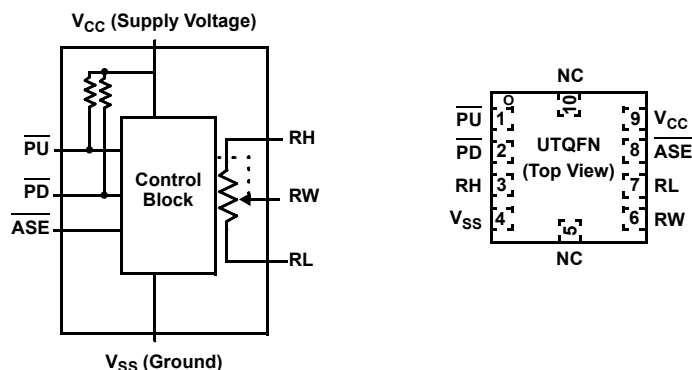 VCC (Supply Voltage)
PU
PD
ASE
Control
Block
RH
RW
RL
VSS (Ground)
NC
PU
PD
RH
VSS
1
2
3
4
10
O
UTQFN
(Top View)
5
9
8
7
6
VCC
ASE
RL
RW
NC